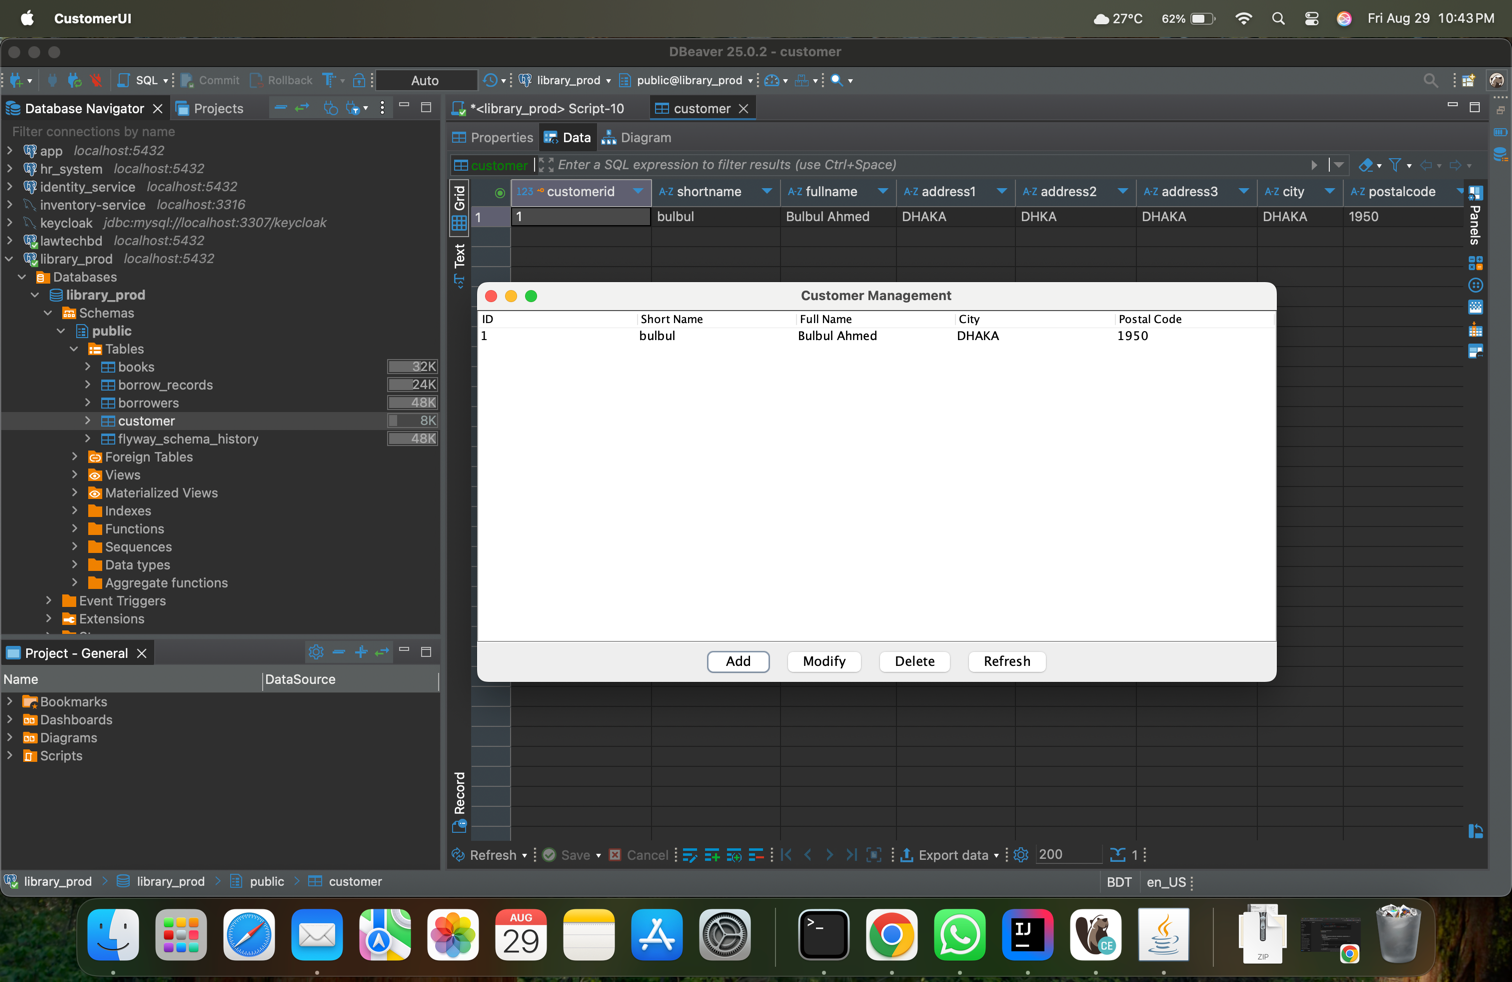 CustomerUI
27°C
62%
Fri Aug 29 10:43 PM
DBeaver 25.0.2 - customer
SQL
Commit
Rollback
Auto
library_prod
public@library_prod
Database Navigator
Projects
*<library_prod> Script-10
customer
Properties
Data
Diagram
Filter connections by name
customer
Enter a SQL expression to filter results (use Ctrl+Space)
app localhost:5432
hr_system localhost:5432
identity_service localhost:5432
inventory-service localhost:3316
keycloak jdbc:mysql://localhost:3307/keycloak
lawtechbd localhost:5432
library_prod localhost:5432
Databases
library_prod
Schemas
public
Tables
books 32K
borrow_records 24K
borrowers 48K
customer 8K
flyway_schema_history 48K
Foreign Tables
Views
Materialized Views
Indexes
Functions
Sequences
Data types
Aggregate functions
Event Triggers
Extensions
Grid
Text
Record
Panels
123 customerid A-Z shortname A-Z fullname A-Z address1 A-Z address2 A-Z address3 A-Z city A-Z postalcode
1 1 bulbul Bulbul Ahmed DHAKA DHKA DHAKA DHAKA 1950
Customer Management
ID Short Name Full Name City Postal Code
1 bulbul Bulbul Ahmed DHAKA 1950
Add Modify Delete Refresh
Project - General
Name DataSource
Bookmarks
Dashboards
Diagrams
Scripts
Refresh Save Cancel Export data 200 1
library_prod library_prod public customer
BDT en_US
AUG
29
>_
IJ
CE
ZIP